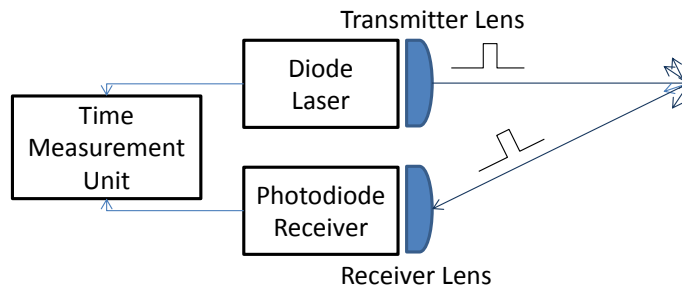 Transmitter Lens
Diode
Laser
Time
Measurement
Unit
Photodiode
Receiver
Receiver Lens